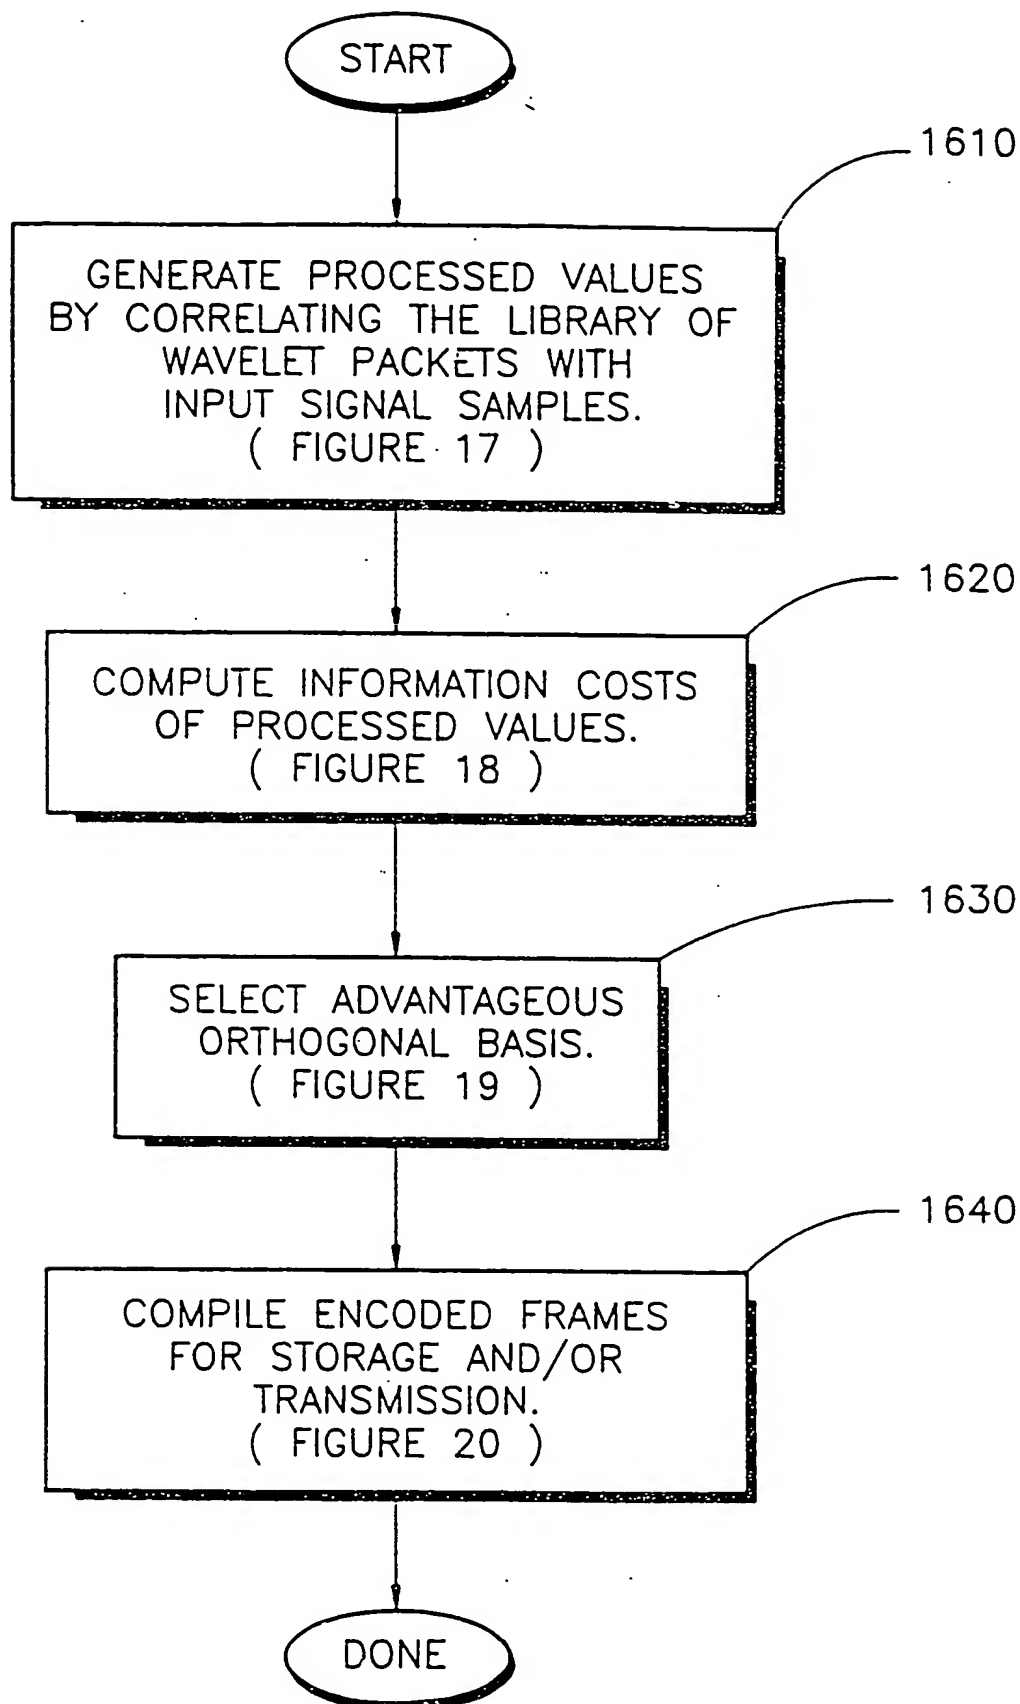 START
1610
GENERATE PROCESSED VALUES
BY CORRELATING THE LIBRARY OF
WAVELET PACKETS WITH
INPUT SIGNAL SAMPLES.
( FIGURE 17 )
1620
COMPUTE INFORMATION COSTS
OF PROCESSED VALUES.
( FIGURE 18 )
1630
SELECT ADVANTAGEOUS
ORTHOGONAL BASIS.
( FIGURE 19 )
1640
COMPILE ENCODED FRAMES
FOR STORAGE AND/OR
TRANSMISSION.
( FIGURE 20 )
DONE